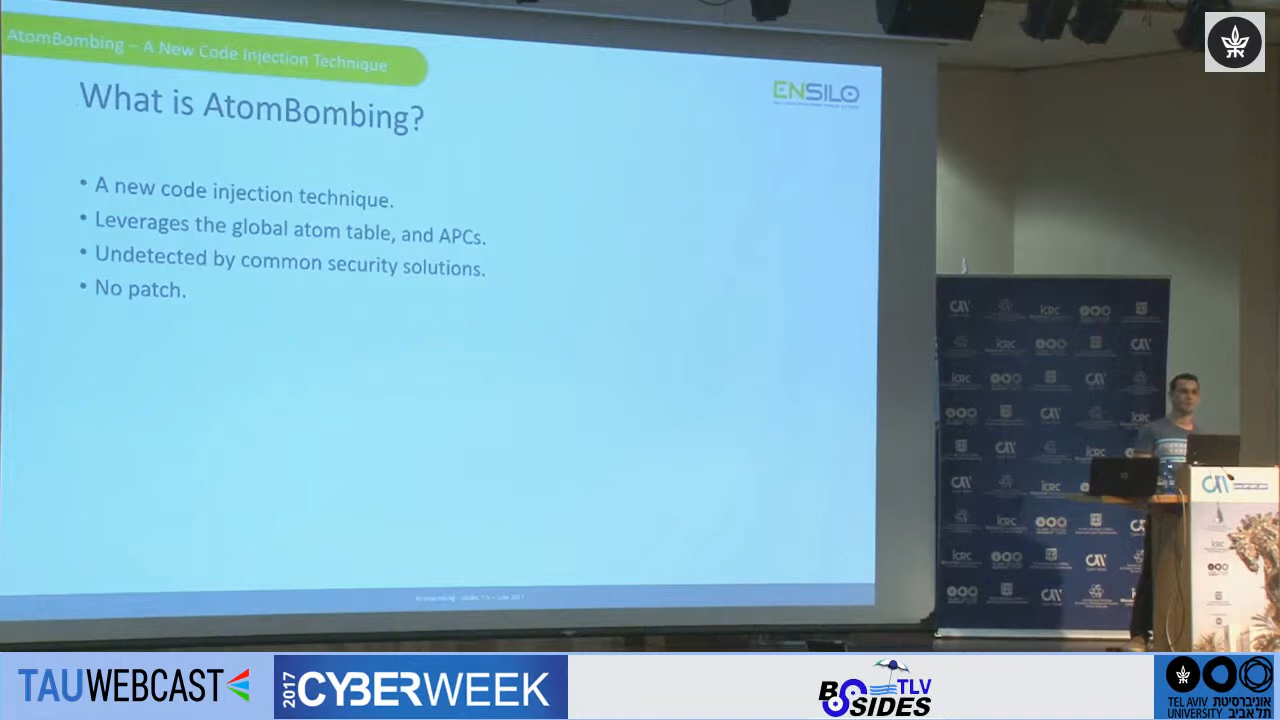 AtomBombing – A New Code Injection Technique
ENSILO
What is AtomBombing?
• A new code injection technique.
• Leverages the global atom table, and APCs.
• Undetected by common security solutions.
• No patch.
TAUWEBCAST
2017 CYBERWEEK
BSIDES TLV
TEL AVIV UNIVERSITY
אוניברסיטת תל אביב